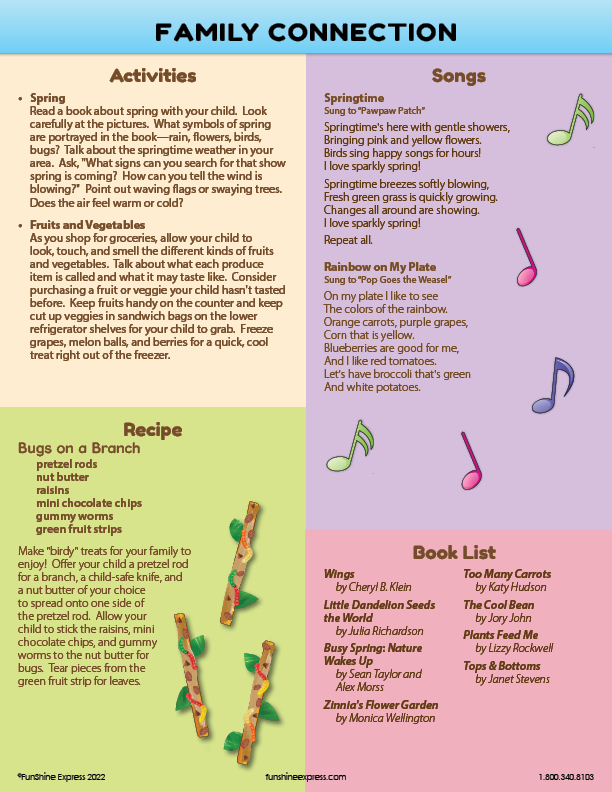 FAMILY CONNECTION
Activities
• Spring
Read a book about spring with your child. Look
carefully at the pictures. What symbols of spring
are portrayed in the book—rain, flowers, birds,
bugs? Talk about the springtime weather in your
area. Ask, "What signs can you search for that show
spring is coming? How can you tell the wind is
blowing?" Point out waving flags or swaying trees.
Does the air feel warm or cold?
• Fruits and Vegetables
As you shop for groceries, allow your child to
look, touch, and smell the different kinds of fruits
and vegetables. Talk about what each produce
item is called and what it may taste like. Consider
purchasing a fruit or veggie your child hasn't tasted
before. Keep fruits handy on the counter and keep
cut up veggies in sandwich bags on the lower
refrigerator shelves for your child to grab. Freeze
grapes, melon balls, and berries for a quick, cool
treat right out of the freezer.
Songs
Springtime
Sung to "Pawpaw Patch"
Springtime's here with gentle showers,
Bringing pink and yellow flowers.
Birds sing happy songs for hours!
I love sparkly spring!
Springtime breezes softly blowing,
Fresh green grass is quickly growing.
Changes all around are showing.
I love sparkly spring!
Repeat all.
Rainbow on My Plate
Sung to "Pop Goes the Weasel"
On my plate I like to see
The colors of the rainbow.
Orange carrots, purple grapes,
Corn that is yellow.
Blueberries are good for me,
And I like red tomatoes.
Let's have broccoli that's green
And white potatoes.
Recipe
Bugs on a Branch
pretzel rods
nut butter
raisins
mini chocolate chips
gummy worms
green fruit strips
Make "birdy" treats for your family to
enjoy! Offer your child a pretzel rod
for a branch, a child-safe knife, and
a nut butter of your choice
to spread onto one side of
the pretzel rod. Allow your
child to stick the raisins, mini
chocolate chips, and gummy
worms to the nut butter for
bugs. Tear pieces from the
green fruit strip for leaves.
Book List
Wings
by Cheryl B. Klein
Little Dandelion Seeds
the World
by Julia Richardson
Busy Spring: Nature
Wakes Up
by Sean Taylor and
Alex Morss
Zinnia's Flower Garden
by Monica Wellington
Too Many Carrots
by Katy Hudson
The Cool Bean
by Jory John
Plants Feed Me
by Lizzy Rockwell
Tops & Bottoms
by Janet Stevens
©FunShine Express 2022
funshineexpress.com
1.800.340.8103